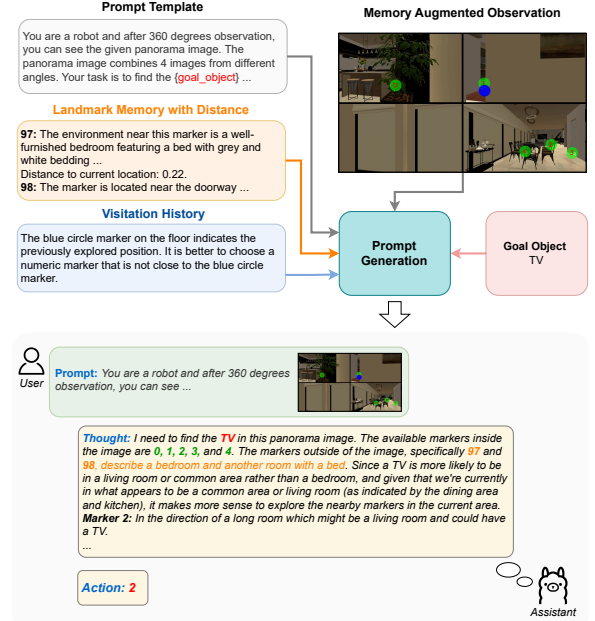 Prompt Template
You are a robot and after 360 degrees observation,
you can see the given panorama image. The
panorama image combines 4 images from different
angles. Your task is to find the {goal_object} ...
Landmark Memory with Distance
97: The environment near this marker is a well-
furnished bedroom featuring a bed with grey and
white bedding ...
Distance to current location: 0.22.
98: The marker is located near the doorway ...
Visitation History
The blue circle marker on the floor indicates the
previously explored position. It is better to choose a
numeric marker that is not close to the blue circle
marker.
Memory Augmented Observation
Prompt
Generation
Goal Object
TV
User
Prompt: You are a robot and after 360 degrees
observation, you can see ...
Thought: I need to find the TV in this panorama image. The available markers inside
the image are 0, 1, 2, 3, and 4. The markers outside of the image, specifically 97 and
98, describe a bedroom and another room with a bed. Since a TV is more likely to be
in a living room or common area rather than a bedroom, and given that we're currently
in what appears to be a common area or living room (as indicated by the dining area
and kitchen), it makes more sense to explore the nearby markers in the current area.
Marker 2: In the direction of a long room which might be a living room and could have
a TV.
...
Action: 2
Assistant